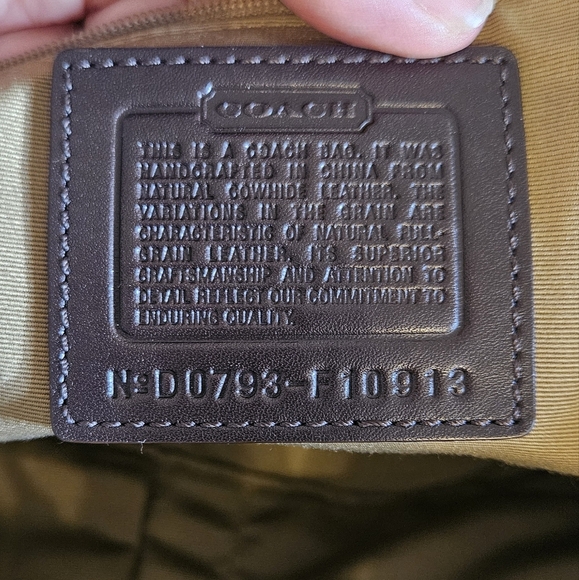 COACH
THIS IS A COACH BAG. IT WAS
HANDCRAFTED IN CHINA FROM
NATURAL COWHIDE LEATHER. THE
VARIATIONS IN THE GRAIN ARE
CHARACTERISTIC OF NATURAL FULL-
GRAIN LEATHER. ITS SUPERIOR
CRAFTSMANSHIP AND ATTENTION TO
DETAIL REFLECT OUR COMMITMENT TO
ENDURING QUALITY.
Nº D0793-F10913